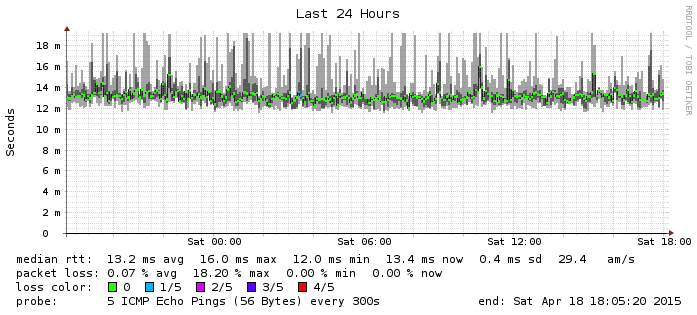 Last 24 Hours
RRDTOOL / TOBI OETIKER
Seconds
18 m
16 m
14 m
12 m
10 m
8 m
6 m
4 m
2 m
0
Sat 00:00 Sat 06:00 Sat 12:00 Sat 18:00
median rtt: 13.2 ms avg 16.0 ms max 12.0 ms min 13.4 ms now 0.4 ms sd 29.4 am/s
packet loss: 0.07 % avg 18.20 % max 0.00 % min 0.00 % now
loss color: 0 1/5 2/5 3/5 4/5
probe: 5 ICMP Echo Pings (56 Bytes) every 300s end: Sat Apr 18 18:05:20 2015